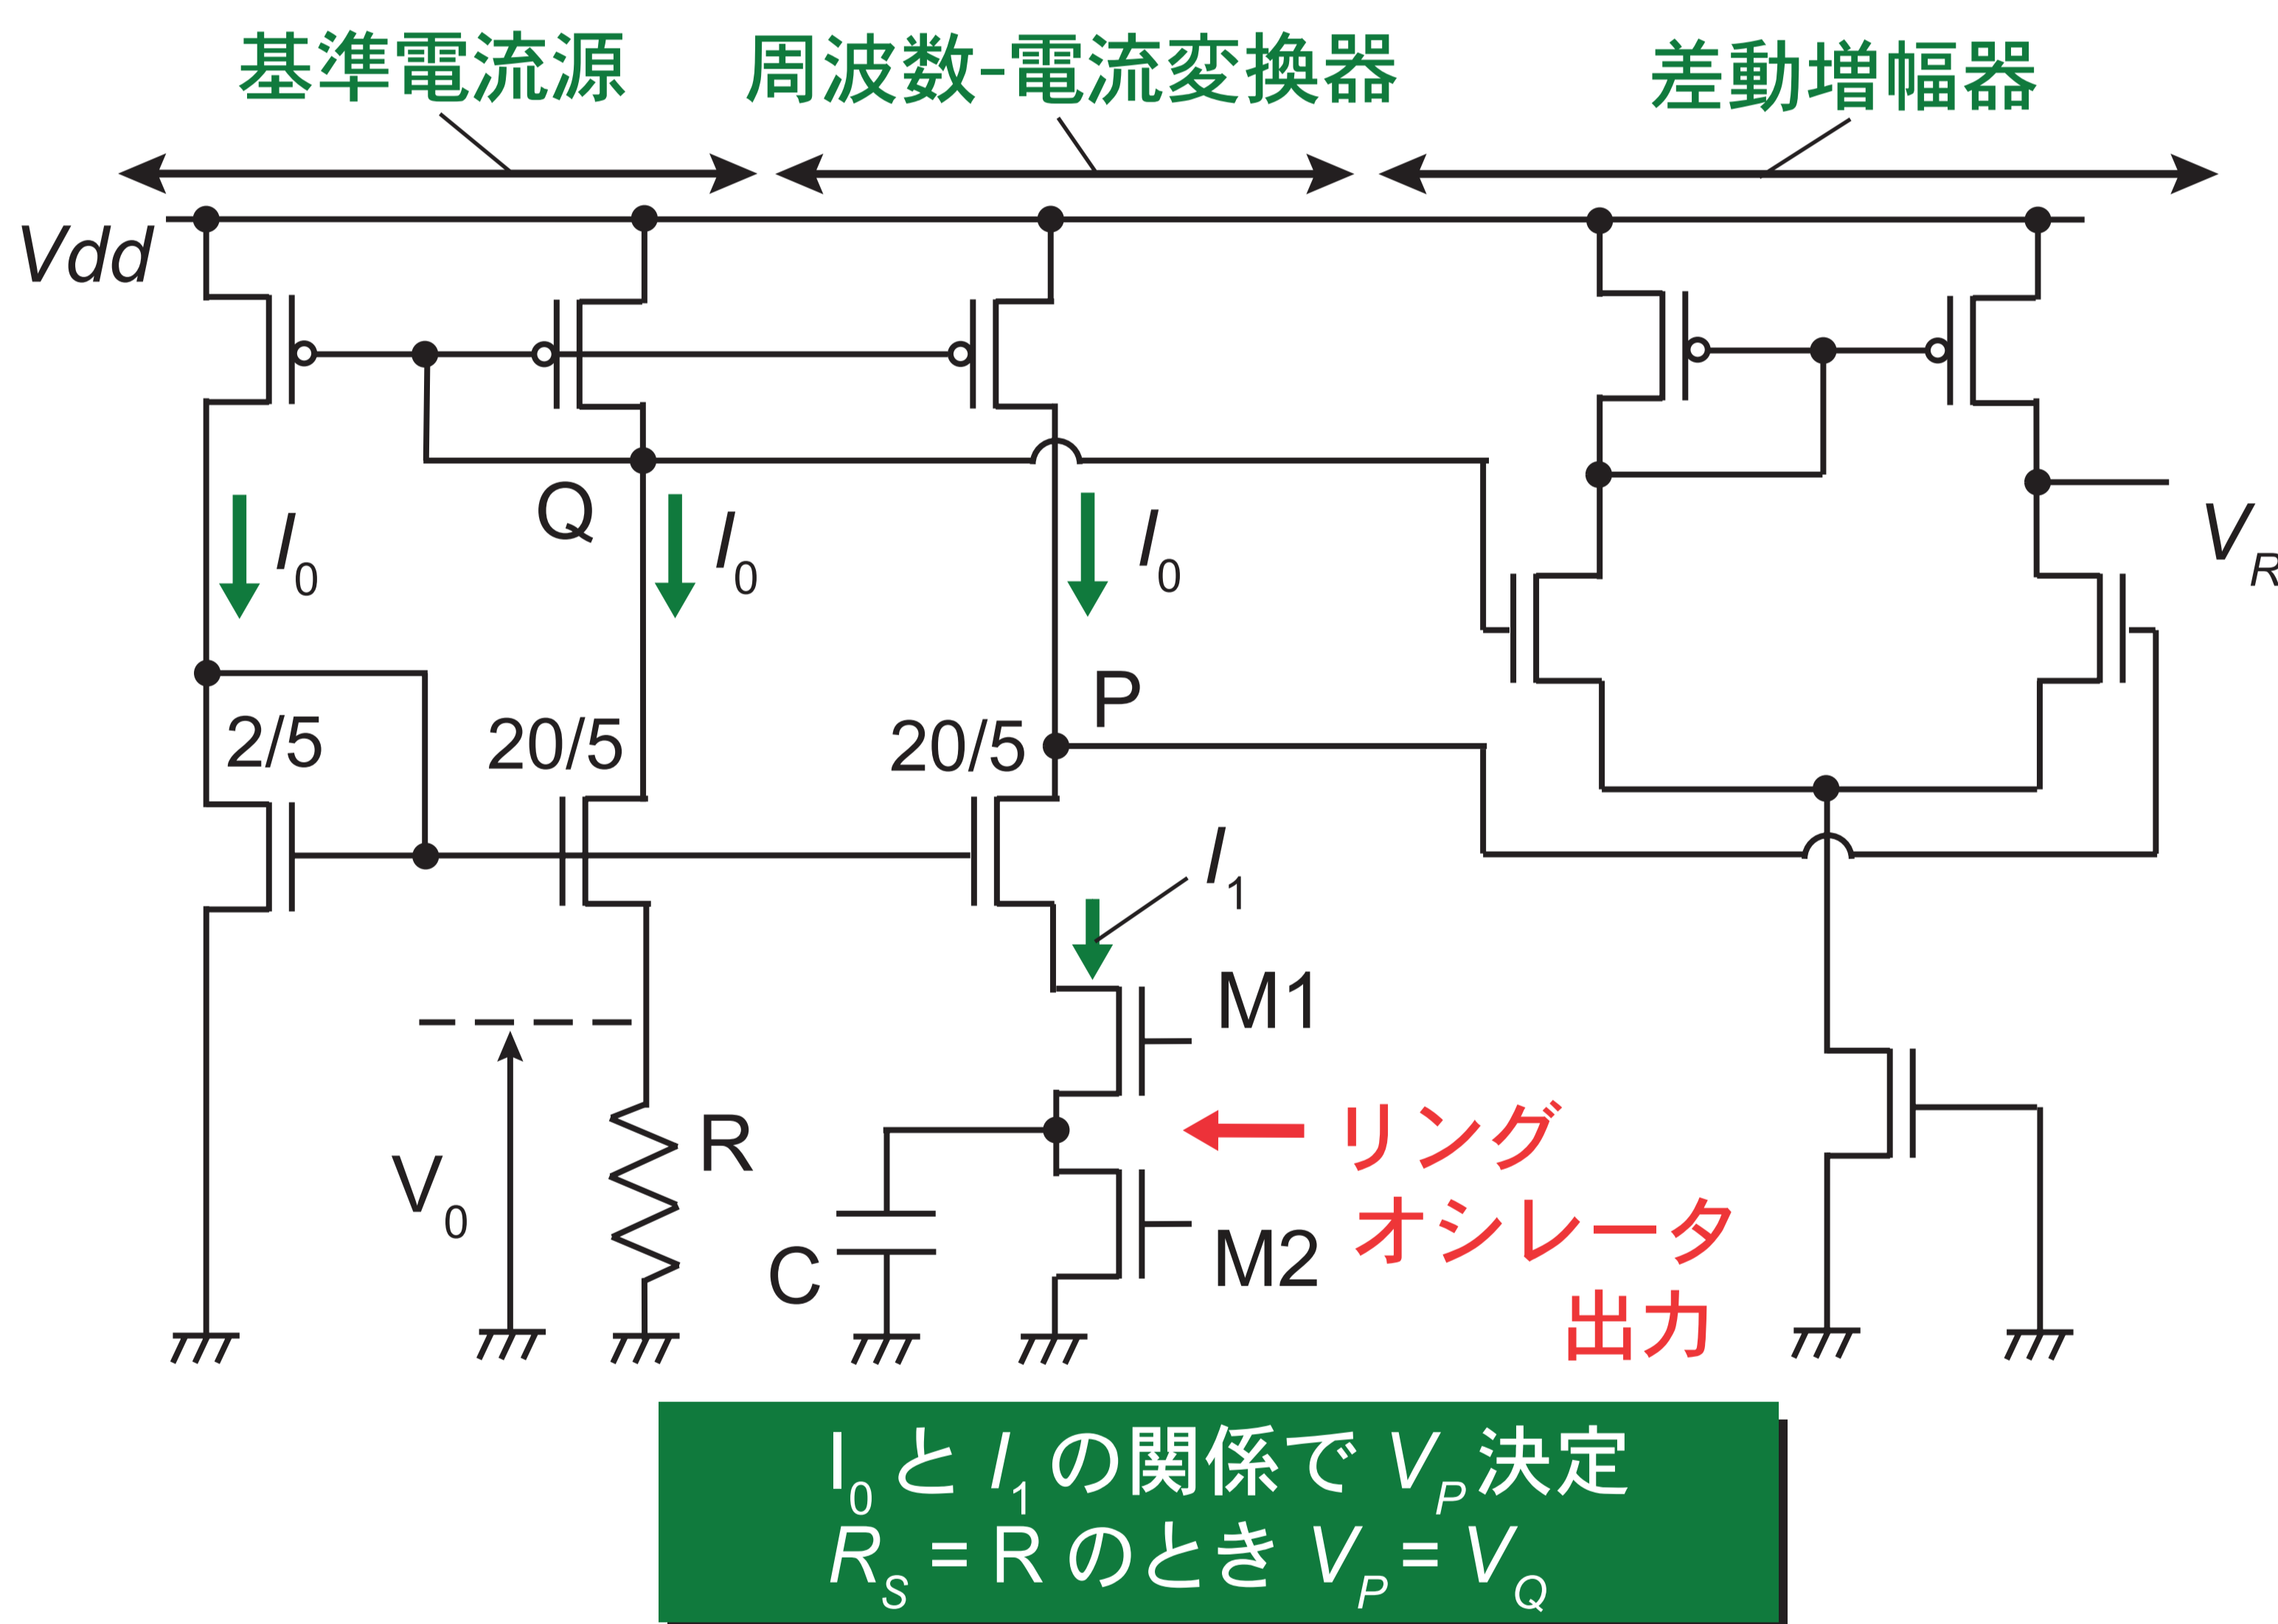 基準電流源
周波数-電流変換器
差動増幅器
Vdd
Q
I0
I0
I0
VR
P
2/5
20/5
20/5
I1
M1
リング
オシレータ
出力
V0
R
C
M2
I0 と I1 の関係で VP 決定
RS = R のとき VP = VQ